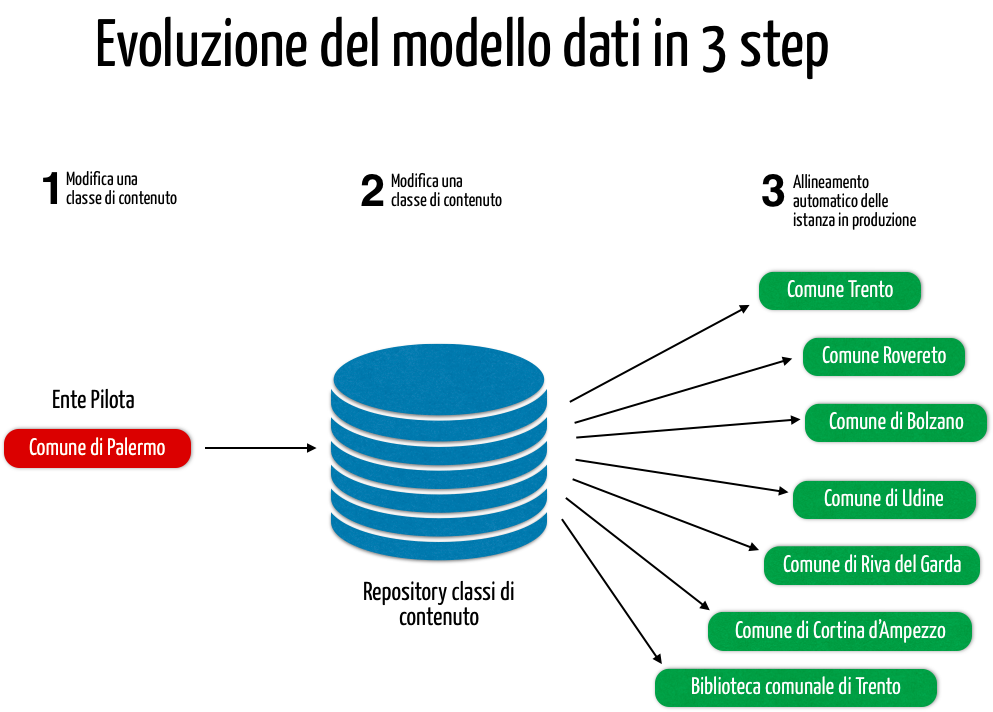 Evoluzione del modello dati in 3 step
1
Modifica una
classe di contenuto
2
Modifica una
classe di contenuto
3
Allineamento
automatico delle
istanza in produzione
Ente Pilota
Comune di Palermo
Repository classi di
contenuto
Comune Trento
Comune Rovereto
Comune di Bolzano
Comune di Udine
Comune di Riva del Garda
Comune di Cortina d'Ampezzo
Biblioteca comunale di Trento